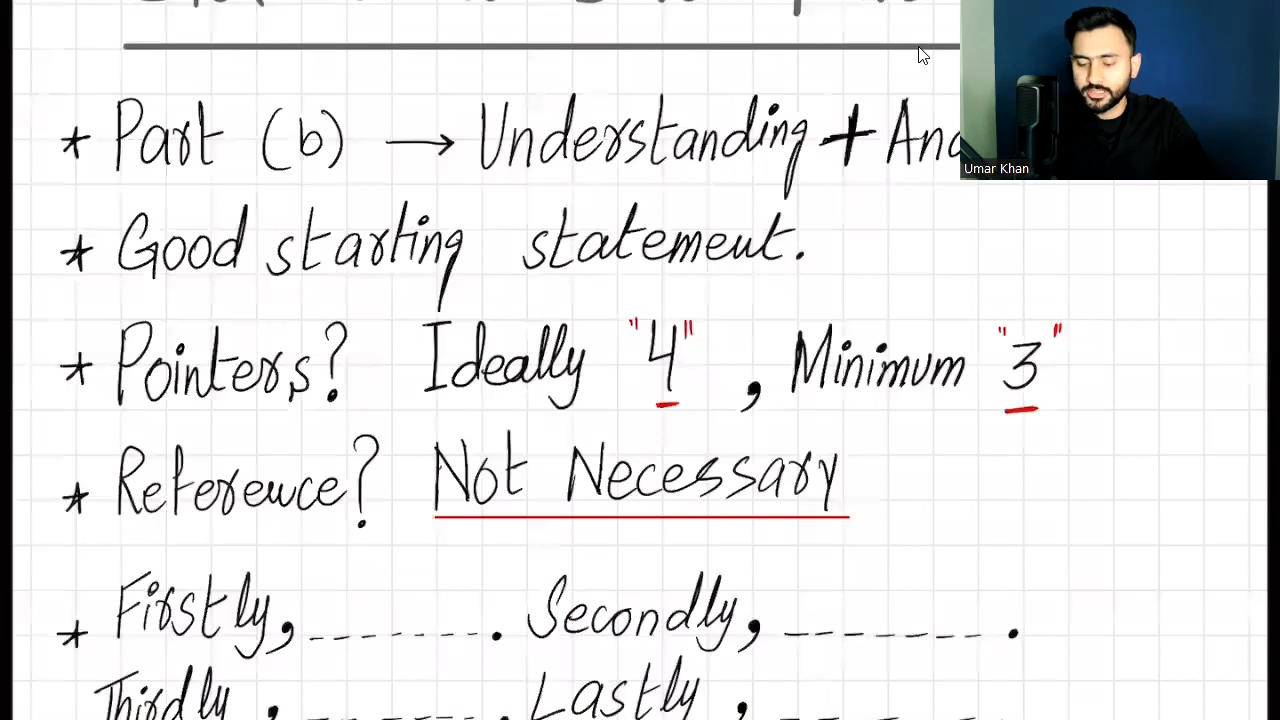 Umar Khan
* Part (b) → Understanding +
* Good starting statement.
* Pointers? Ideally "4", Minimum "3"
* Reference? Not Necessary
* Firstly, -------. Secondly, -------.
Thirdly, ------. Lastly, ------.